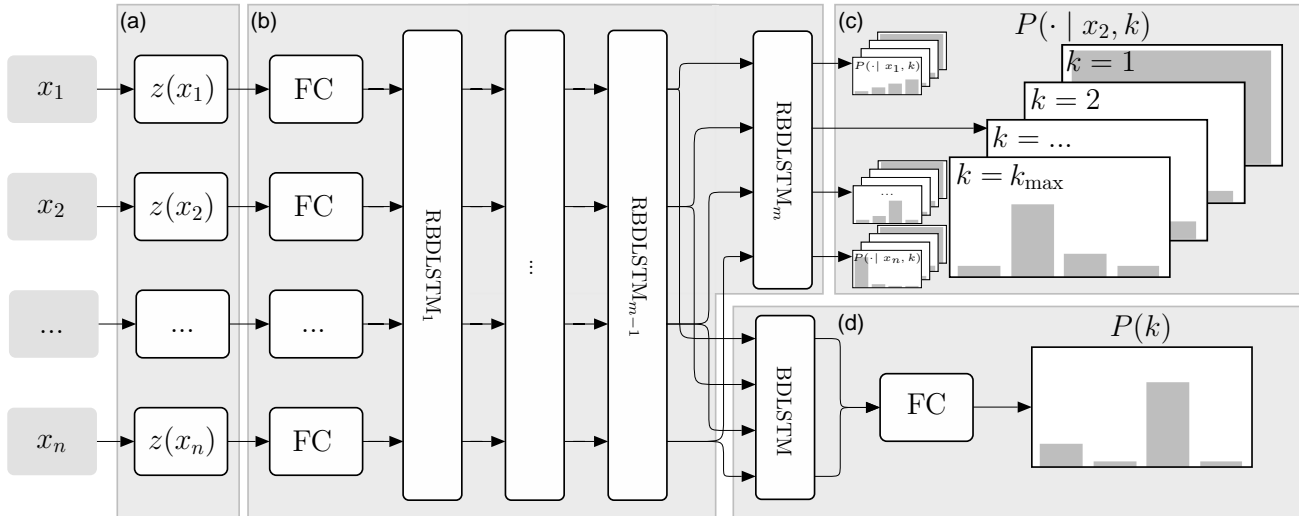 (a)
(b)
(c)
P(· | x₂, k)
x₁
z(x₁)
FC
P(· | x₁, k)
k = 1
k = 2
k = ...
k = kₘₐₓ
x₂
z(x₂)
FC
RBDLSTM₁
...
RBDLSTMₘ₋₁
RBDLSTMₘ
...
P(· | xₙ, k)
...
...
...
(d)
P(k)
BDLSTM
FC
xₙ
z(xₙ)
FC